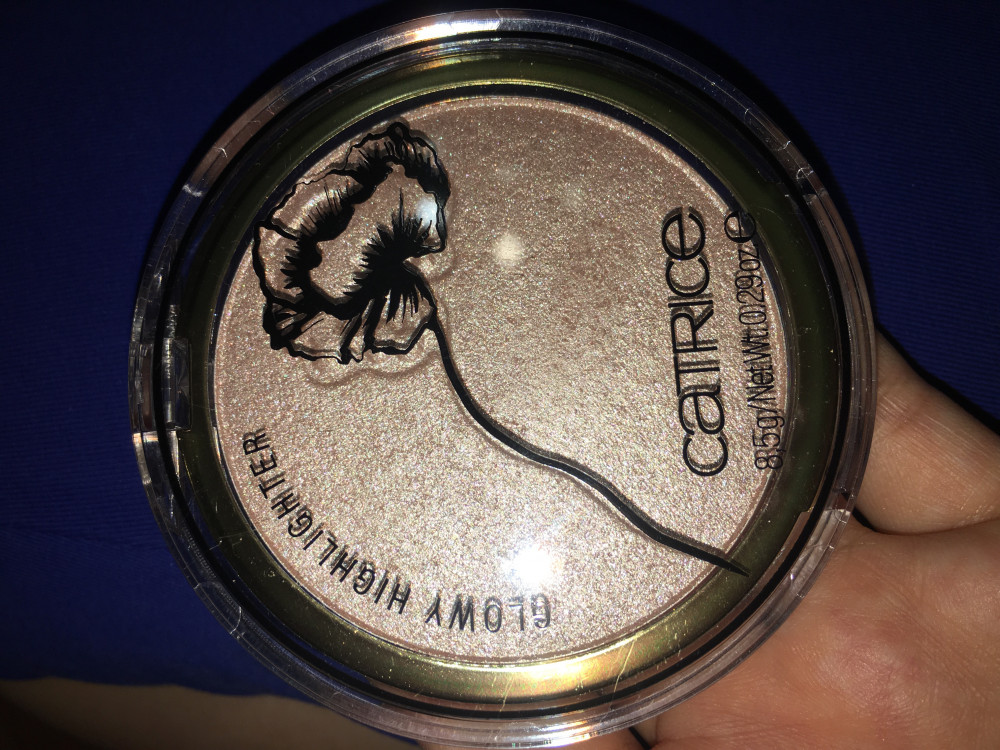 CATRICE
8,5g/Net.Wt.0,29oz e
GLOWY HIGHLIGHTER